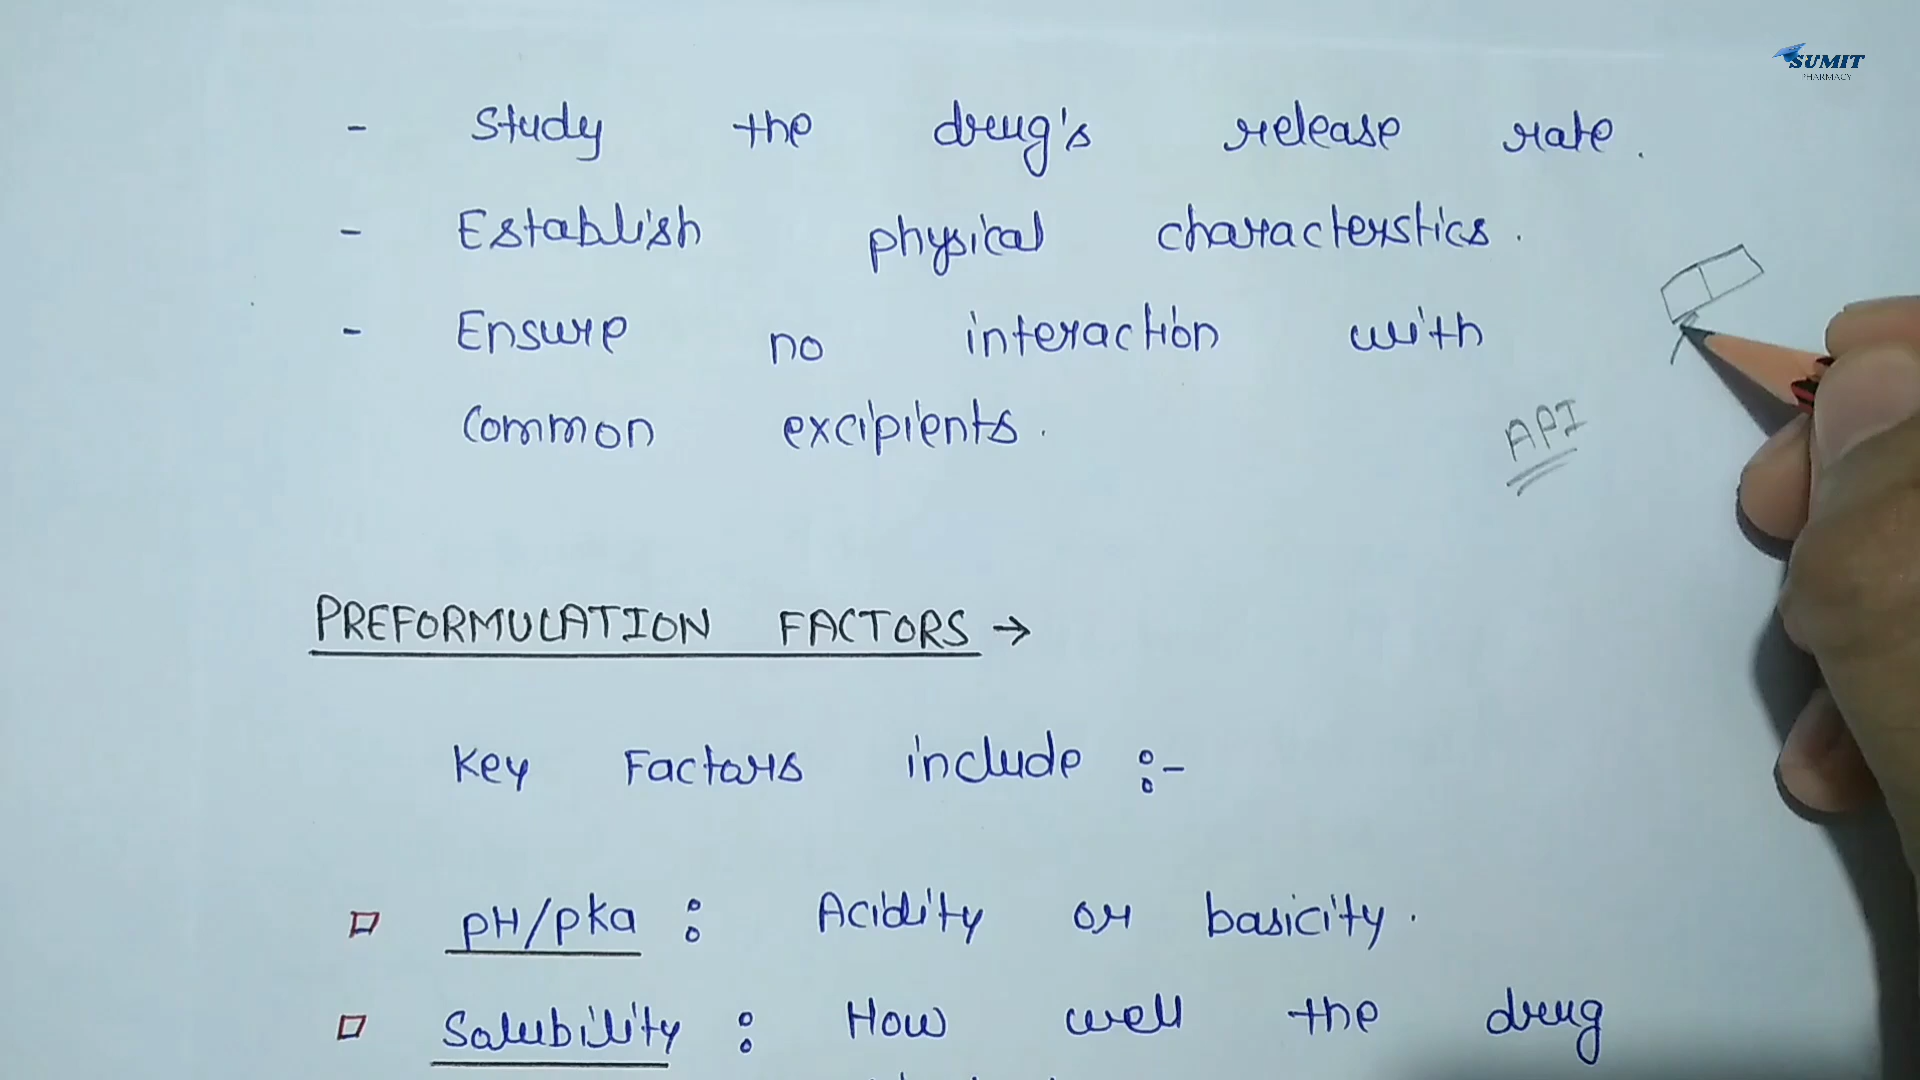 SUMIT
PHARMACY
- Study the drug's release rate.
- Establish physical characterstics.
- Ensure no interaction with
common excipients.
API
PREFORMULATION FACTORS →
Key Factors include :-
pH/pka : Acidity or basicity.
Solubility : How well the drug